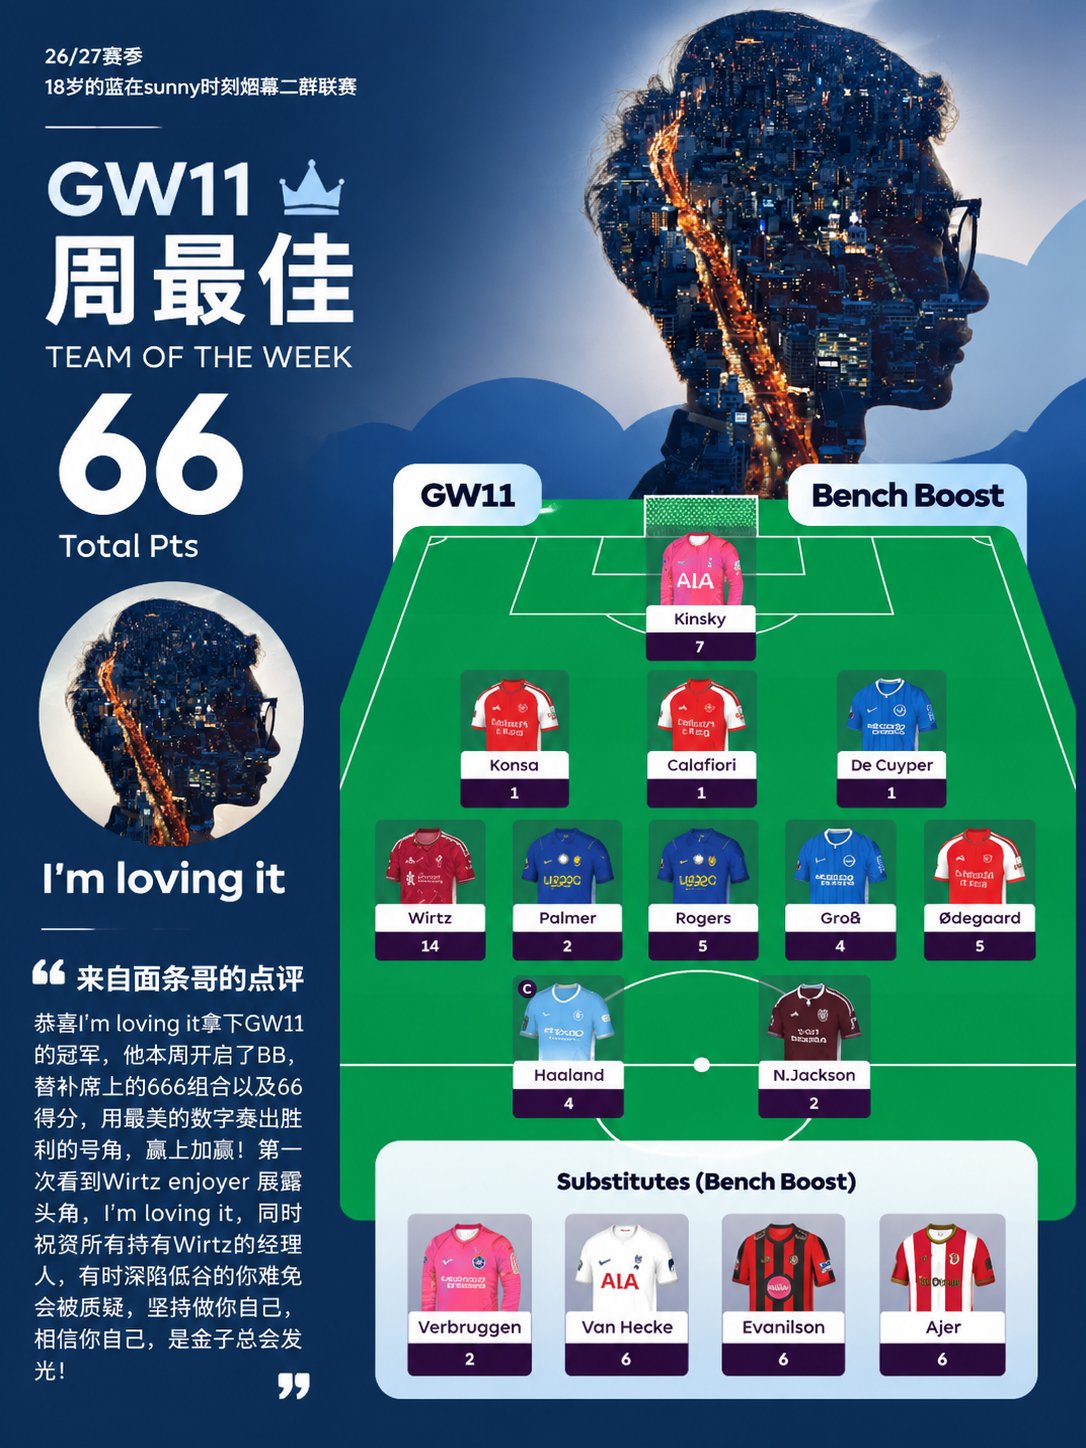 26/27赛季
18岁的蓝在sunny时刻烟幕二群联赛
GW11
周最佳
TEAM OF THE WEEK
66
Total Pts
I'm loving it
“ 来自面条哥的点评
恭喜I'm loving it拿下GW11
的冠军，他本周开启了BB，
替补席上的666组合以及66
得分，用最美的数字奏出胜
利的号角，赢上加赢！第一
次看到Wirtz enjoyer 展露
头角，I'm loving it，同时
祝资所有持有Wirtz的经理
人，有时深陷低谷的你难免
会被质疑，坚持做你自己，
相信你自己，是金子总会发
光！
”
GW11
Bench Boost
AIA
Kinsky
7
Konsa
1
Calafiori
1
De Cuyper
1
Wirtz
14
Palmer
2
Rogers
5
Groß
4
Ødegaard
5
C
Haaland
4
N.Jackson
2
Substitutes (Bench Boost)
Verbruggen
2
AIA
Van Hecke
6
Evanilson
6
Ajer
6